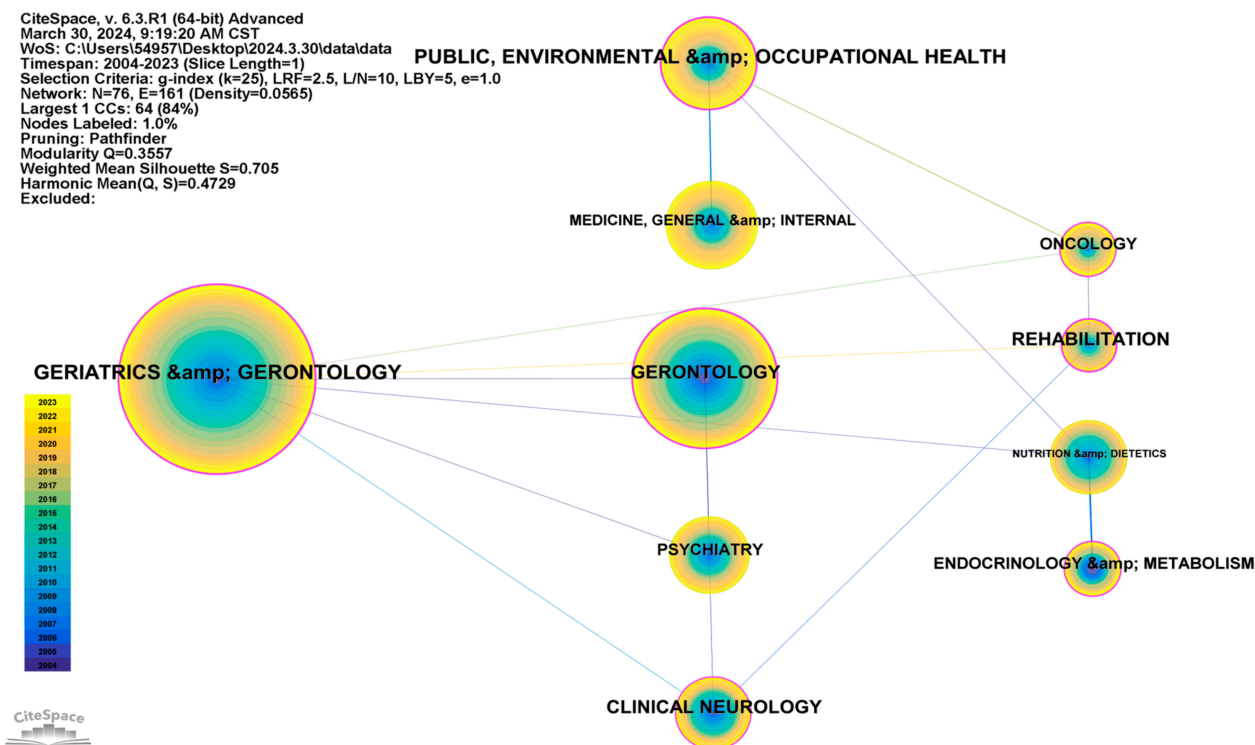 CiteSpace, v. 6.3.R1 (64-bit) Advanced
March 30, 2024, 9:19:20 AM CST
WoS: C:\Users\54957\Desktop\2024.3.30\data\data
Timespan: 2004-2023 (Slice Length=1)
Selection Criteria: g-index (k=25), LRF=2.5, L/N=10, LBY=5, e=1.0
Network: N=76, E=161 (Density=0.0565)
Largest 1 CCs: 64 (84%)
Nodes Labeled: 1.0%
Pruning: Pathfinder
Modularity Q=0.3557
Weighted Mean Silhouette S=0.705
Harmonic Mean(Q, S)=0.4729
Excluded:
PUBLIC, ENVIRONMENTAL &amp; OCCUPATIONAL HEALTH
MEDICINE, GENERAL &amp; INTERNAL
ONCOLOGY
REHABILITATION
GERIATRICS &amp; GERONTOLOGY
GERONTOLOGY
NUTRITION &amp; DIETETICS
PSYCHIATRY
ENDOCRINOLOGY &amp; METABOLISM
CLINICAL NEUROLOGY
2023
2022
2021
2020
2019
2018
2017
2016
2015
2014
2013
2012
2011
2010
2009
2008
2007
2006
2005
2004
CiteSpace